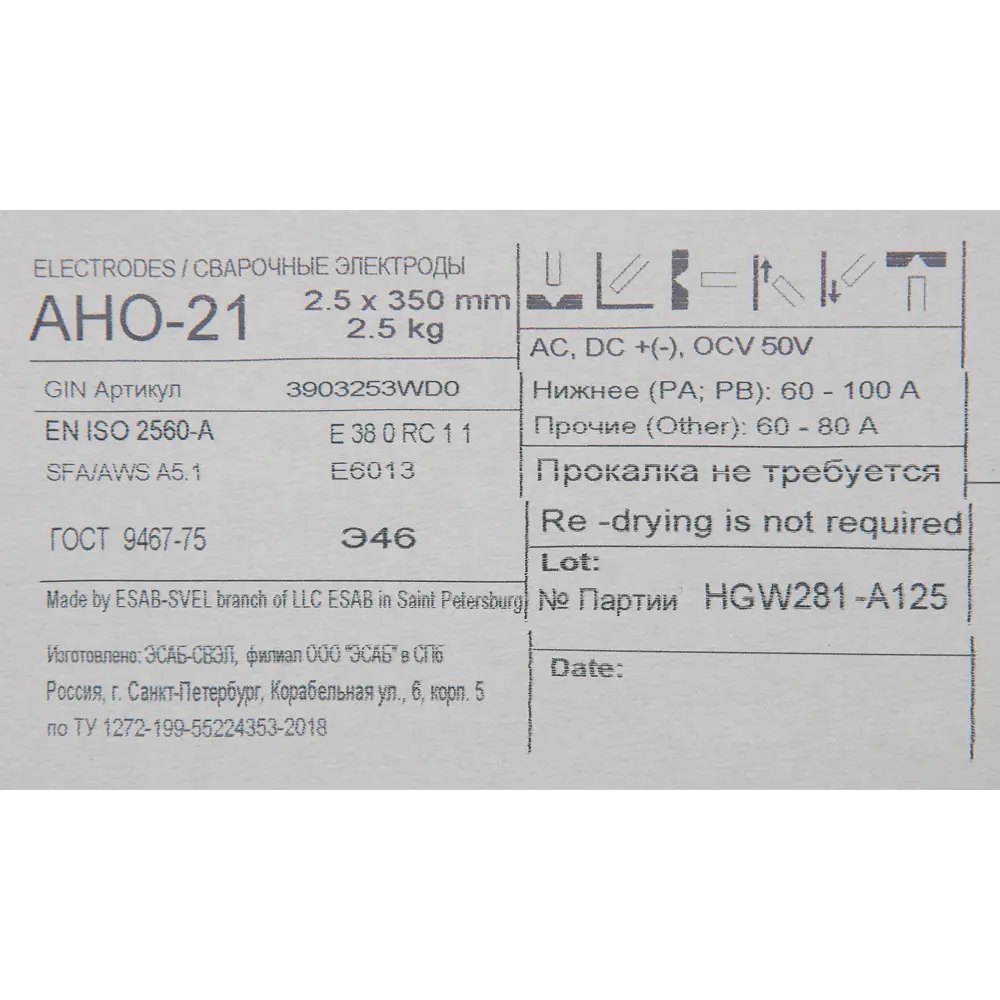 ELECTRODES / СВАРОЧНЫЕ ЭЛЕКТРОДЫ
АНО-21
2.5 x 350 mm
2.5 kg
GIN Артикул 3903253WD0
EN ISO 2560-A E 38 0 RC 1 1
SFA/AWS A5.1 E6013
ГОСТ 9467-75 Э46
Made by ESAB-SVEL branch of LLC ESAB in Saint Petersburg
Изготовлено: ЭСАБ-СВЭЛ, филиал ООО "ЭСАБ" в СПб
Россия, г. Санкт-Петербург, Корабельная ул., 6, корп. 5
по ТУ 1272-199-55224353-2018
AC, DC +(-), OCV 50V
Нижнее (PA; PB): 60 - 100 A
Прочие (Other): 60 - 80 A
Прокалка не требуется
Re -drying is not required
Lot:
№ Партии HGW281-A125
Date: